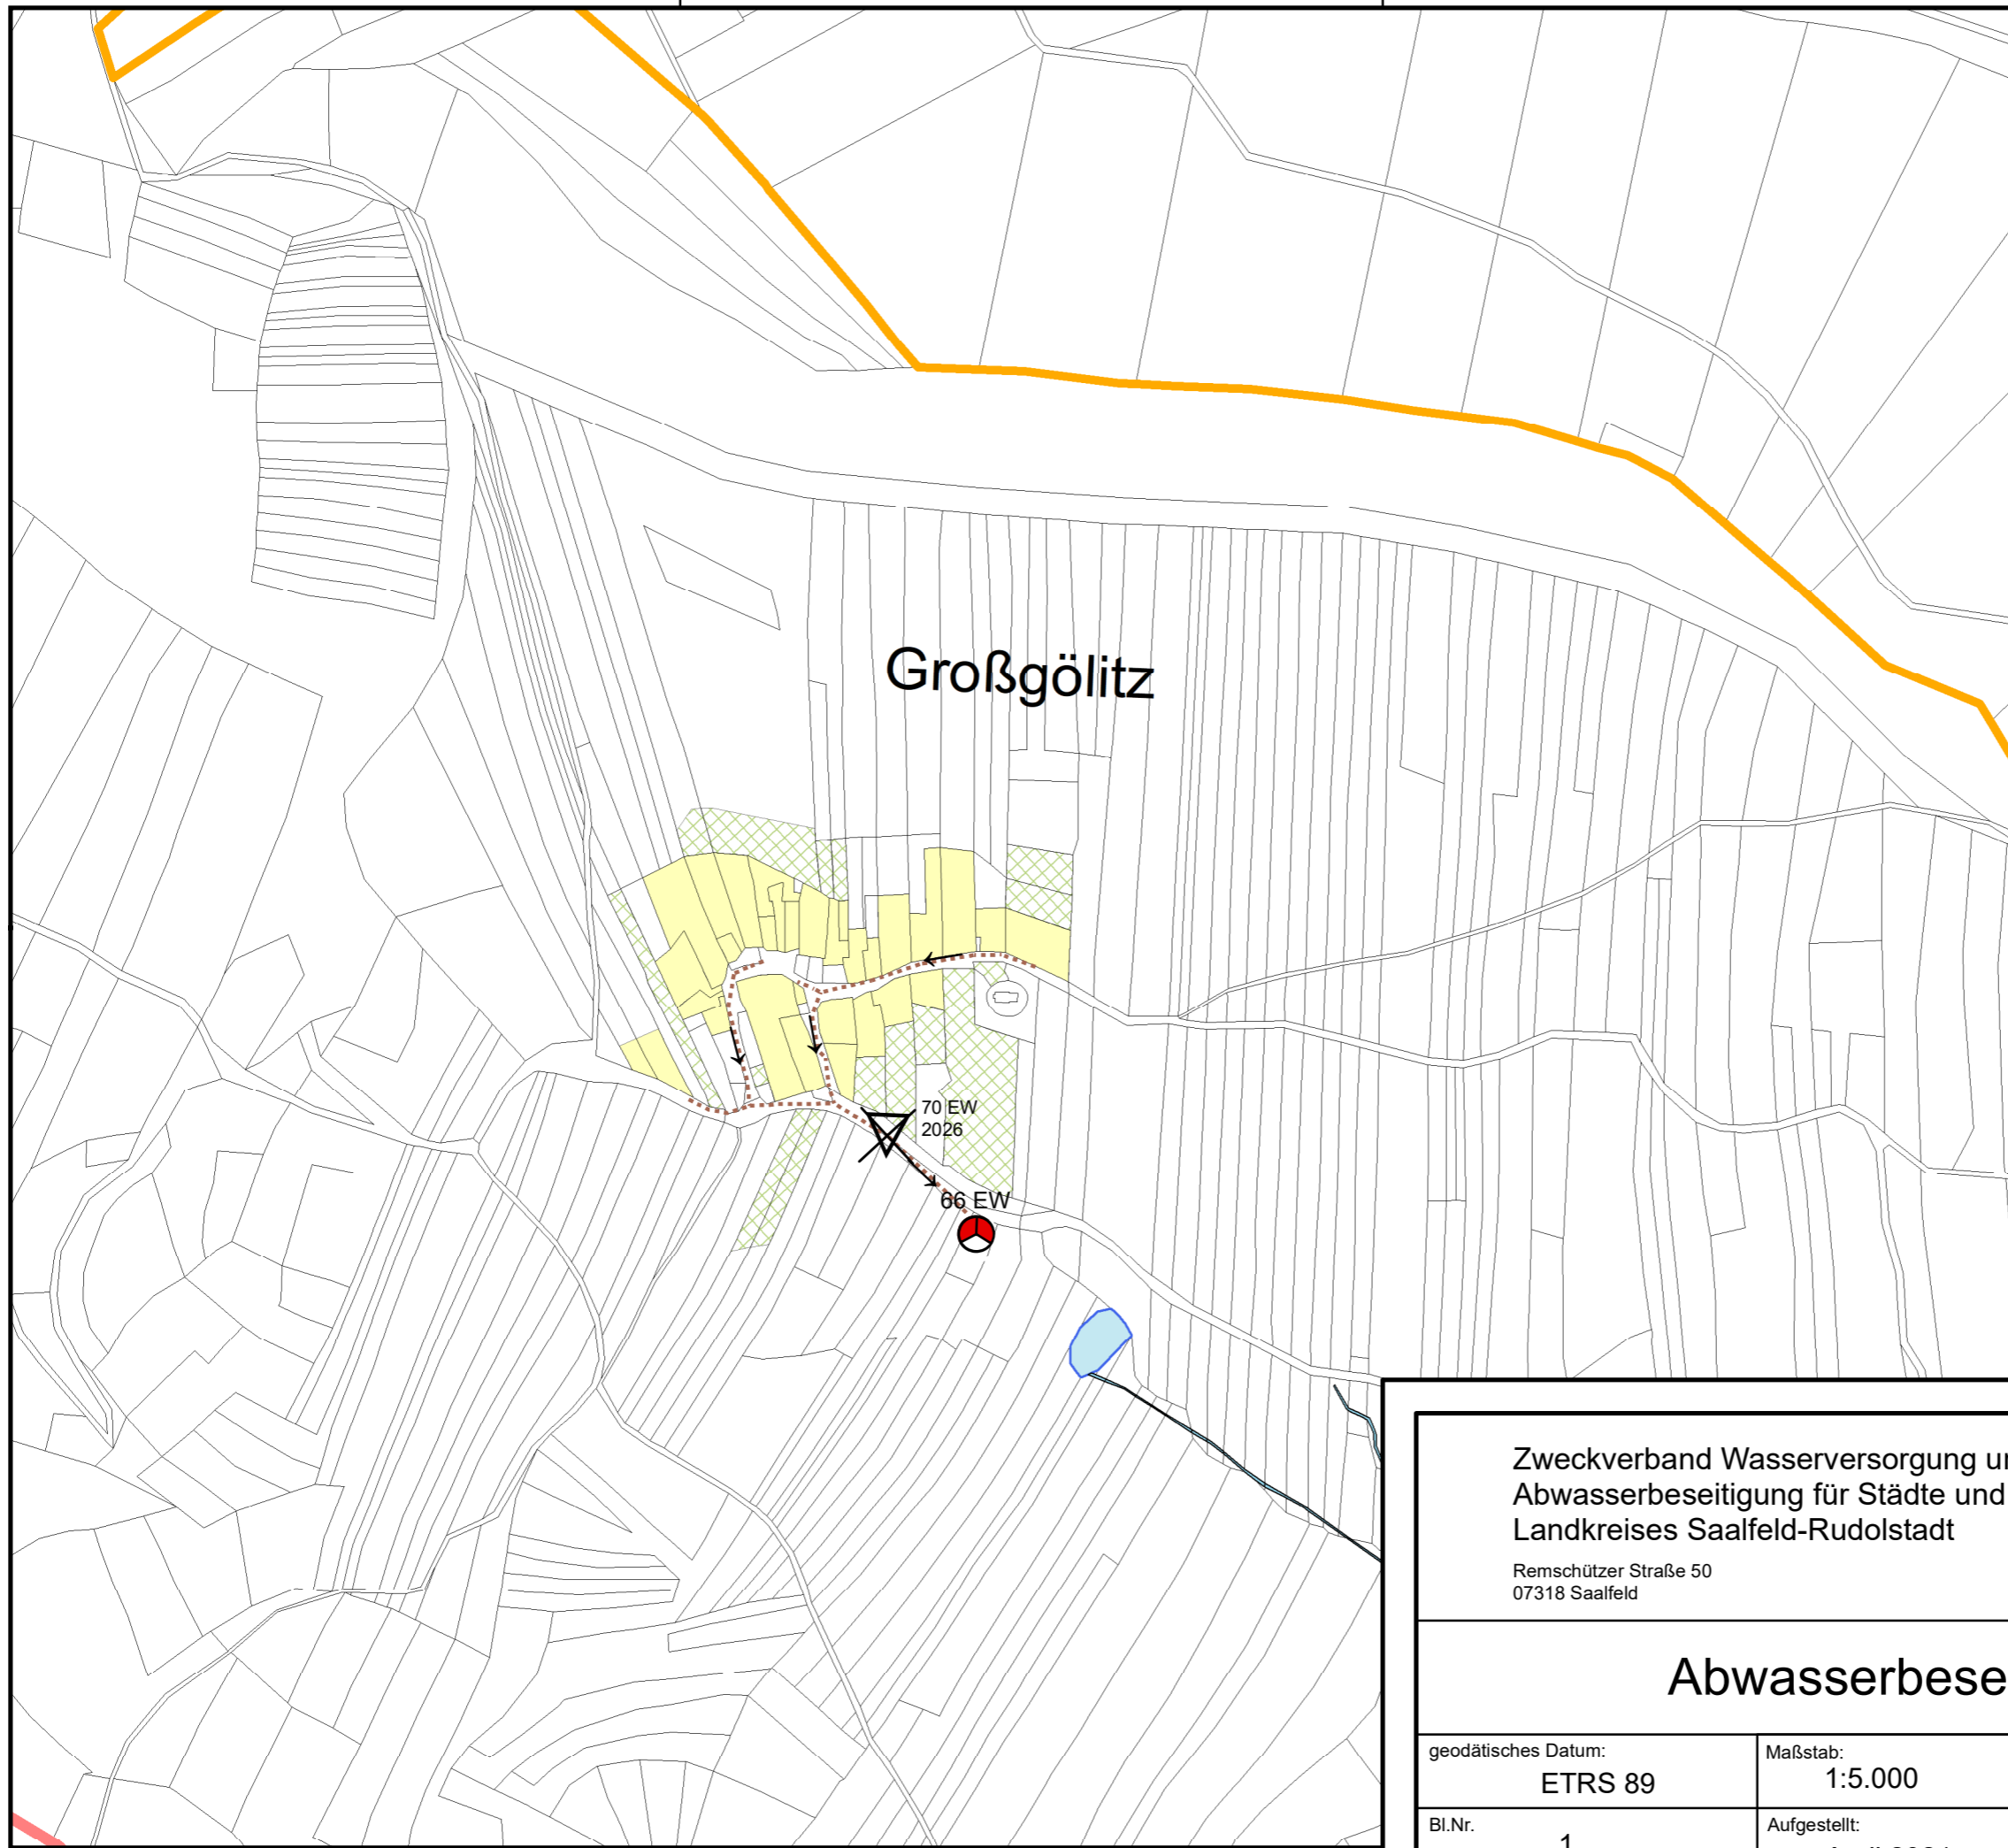 Großgölitz
70 EW
2026
66 EW
Zweckverband Wasserversorgung
Abwasserbeseitigung für Städte und
Landkreises Saalfeld-Rudolstadt
Remschützer Straße 50
07318 Saalfeld
Abwasserbese
geodätisches Datum:
ETRS 89
Maßstab:
1:5.000
Bl.Nr.
1
Aufgestellt: